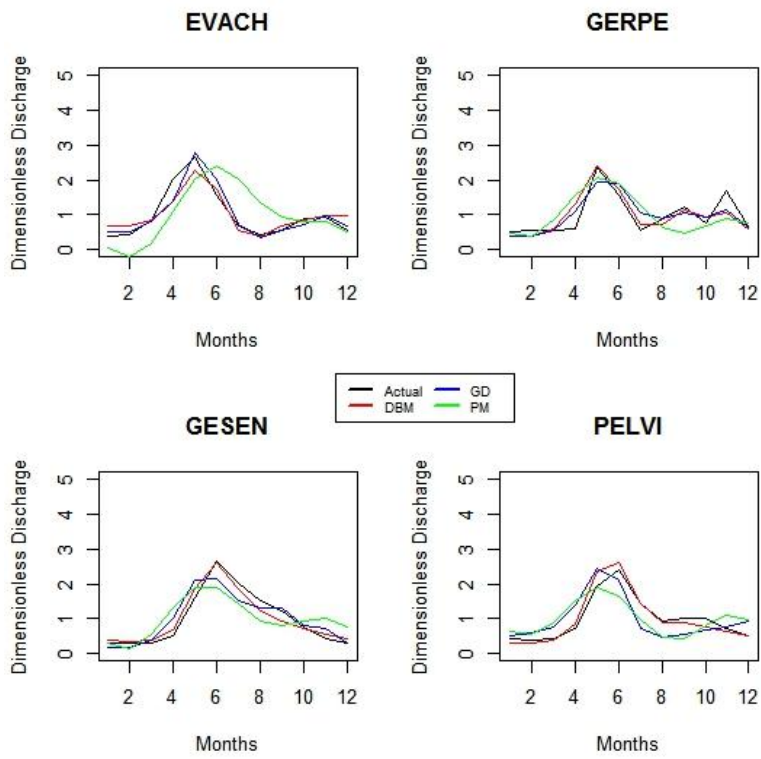 EVACH
Dimensionless Discharge
5
4
3
2
1
0
2 4 6 8 10 12
Months
GERPE
Dimensionless Discharge
5
4
3
2
1
0
2 4 6 8 10 12
Months
Actual GD
DBM PM
GESEN
Dimensionless Discharge
5
4
3
2
1
0
2 4 6 8 10 12
Months
PELVI
Dimensionless Discharge
5
4
3
2
1
0
2 4 6 8 10 12
Months